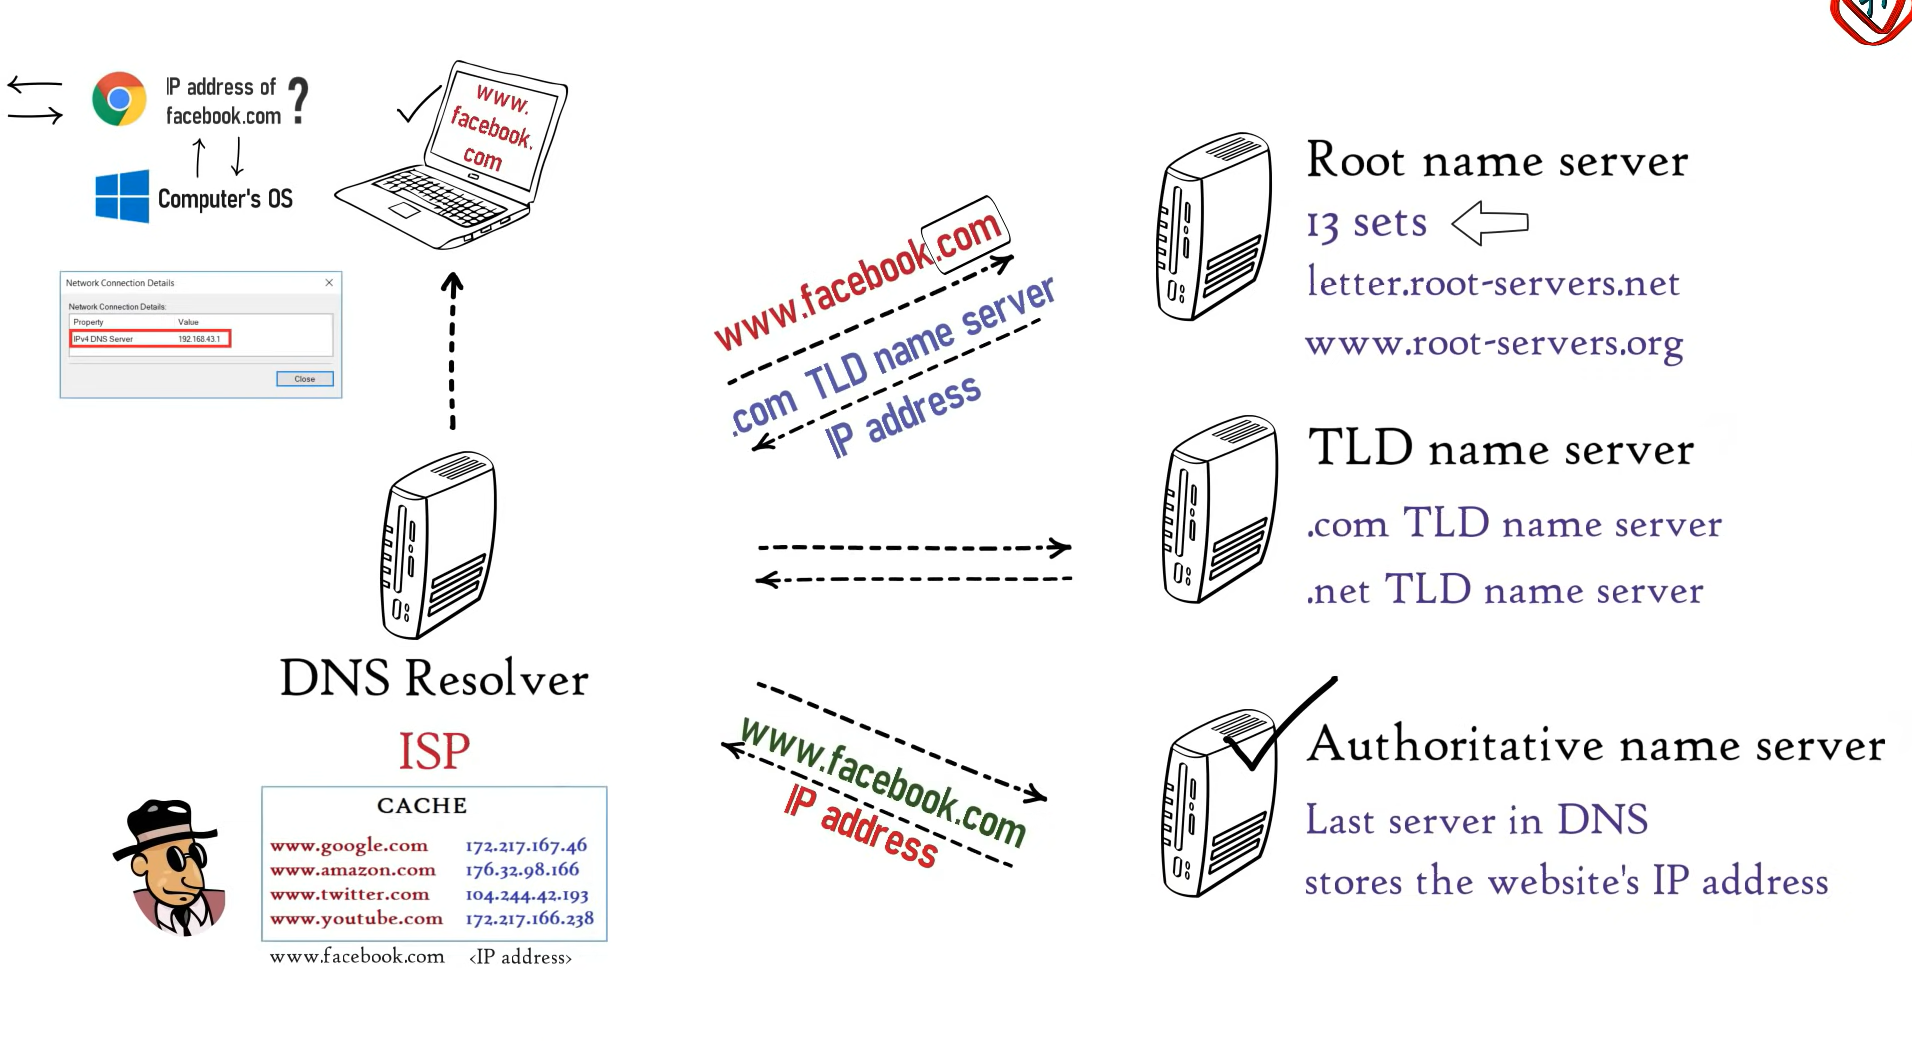 IP address of
facebook.com ?
Computer's OS
www.
facebook.
com
Network Connection Details
Network Connection Details:
Property Value
IPv4 DNS Server 192.168.43.1
Close
DNS Resolver
ISP
CACHE
www.google.com 172.217.167.46
www.amazon.com 176.32.98.166
www.twitter.com 104.244.42.193
www.youtube.com 172.217.166.238
www.facebook.com <IP address>
www.facebook.com
.com TLD name server
IP address
www.facebook.com
IP address
Root name server
13 sets
letter.root-servers.net
www.root-servers.org
TLD name server
.com TLD name server
.net TLD name server
Authoritative name server
Last server in DNS
stores the website's IP address